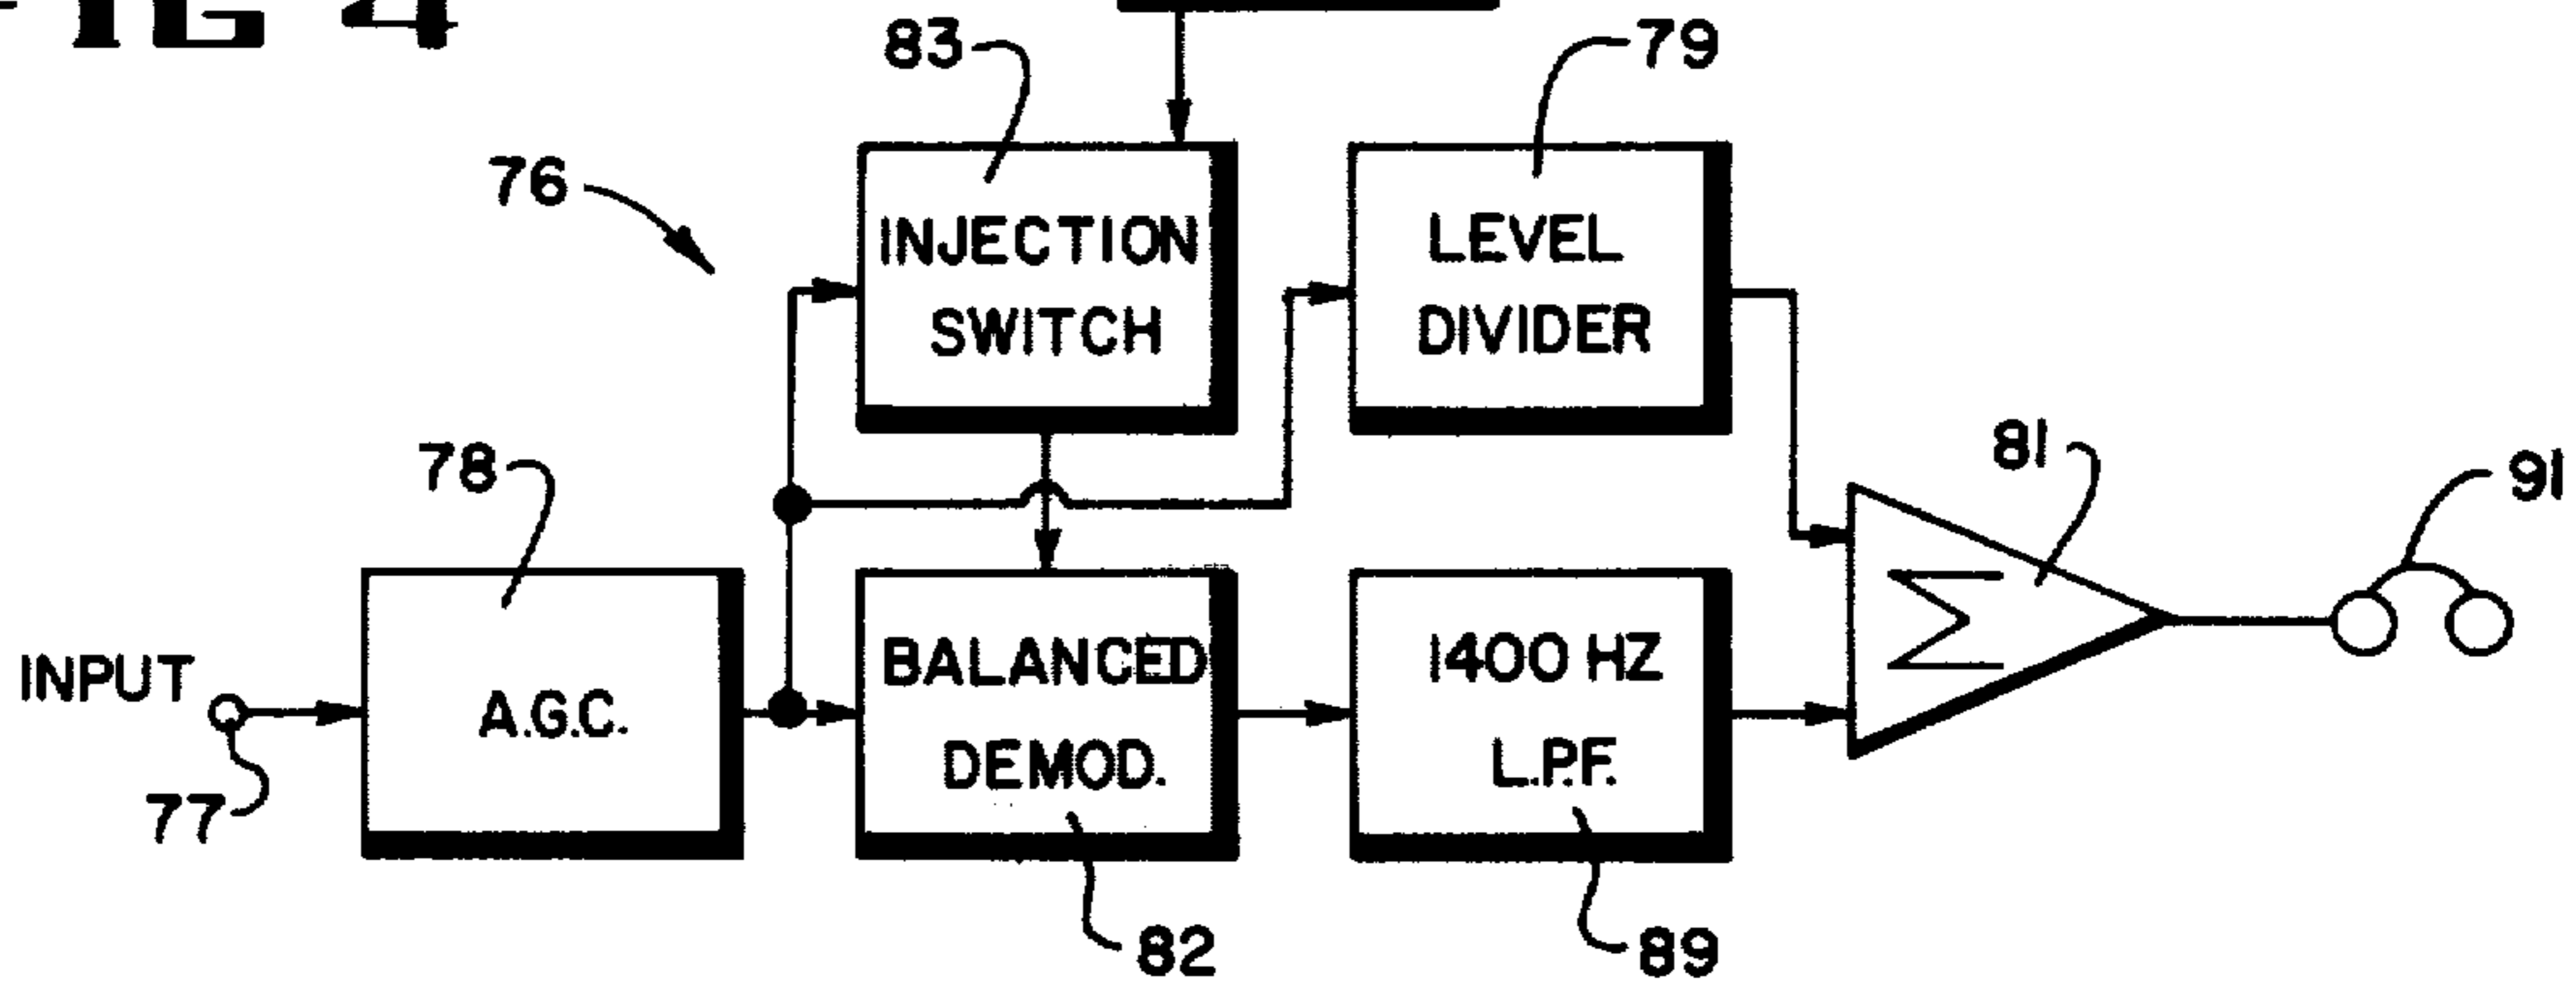 FIG 4
83
79
76
INJECTION
SWITCH
LEVEL
DIVIDER
78
81
91
INPUT
77
A.G.C.
BALANCED
DEMOD.
1400 HZ
L.P.F.
Σ
82
89